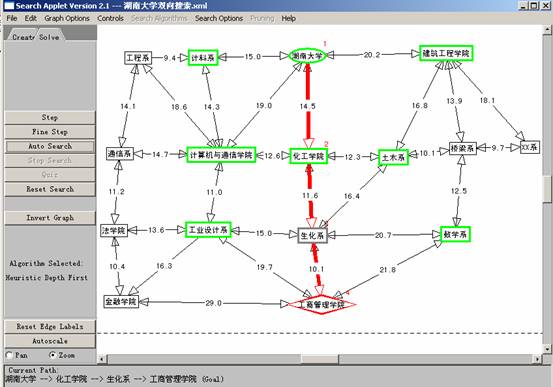 Search Applet Version 2.1 --- 湖南大学双向搜索.xml
File Edit Graph Options Controls Search Algorithms Search Options Pruning Help
Create Solve
Step
Fine Step
Auto Search
Stop Search
Quiz
Reset Search
Invert Graph
Algorithm Selected:
Heuristic Depth First
Reset Edge Labels
Autoscale
Pan Zoom
1
工程系 9.4 计科系 15.0 湖南大学 20.2 建筑工程学院
14.1 18.6 14.3 19.0 14.5 16.8 13.9 18.1
2
通信系 14.7 计算机与通信学院 12.6 化工学院 12.3 土木系 10.1 桥梁系 9.7 XX系
11.2 11.0 11.6 16.4 12.5
法学院 13.6 工业设计系 15.0 生化系 20.7 数学系
10.4 16.3 19.7 10.1 21.8
4
金融学院 29.0 工商管理学院
Current Path:
湖南大学 --> 化工学院 --> 生化系 --> 工商管理学院 (Goal)